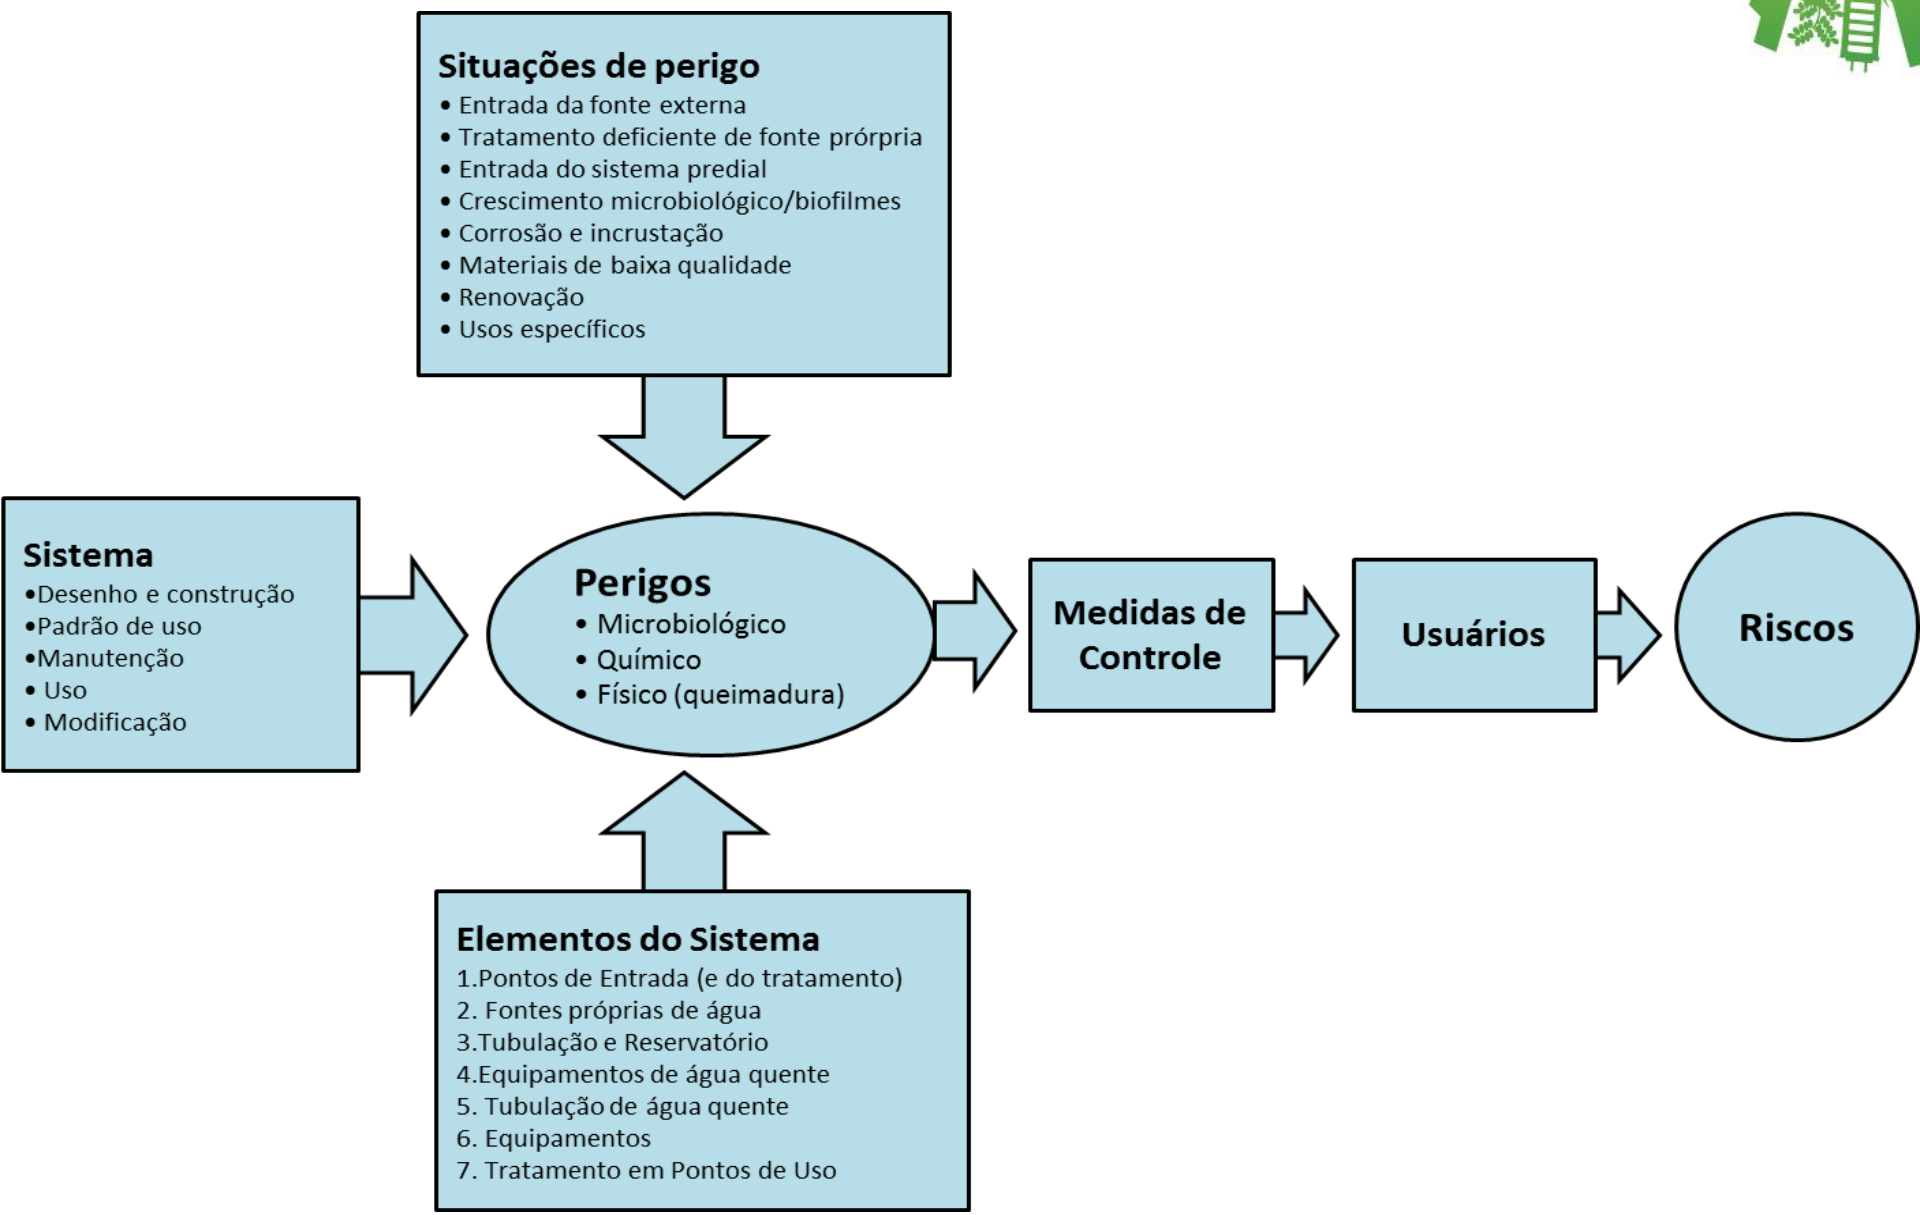 Situações de perigo
• Entrada da fonte externa
• Tratamento deficiente de fonte prórpria
• Entrada do sistema predial
• Crescimento microbiológico/biofilmes
• Corrosão e incrustação
• Materiais de baixa qualidade
• Renovação
• Usos específicos
Sistema
•Desenho e construção
•Padrão de uso
•Manutenção
• Uso
• Modificação
Perigos
• Microbiológico
• Químico
• Físico (queimadura)
Medidas de
Controle
Usuários
Riscos
Elementos do Sistema
1.Pontos de Entrada (e do tratamento)
2. Fontes próprias de água
3.Tubulação e Reservatório
4.Equipamentos de água quente
5. Tubulação de água quente
6. Equipamentos
7. Tratamento em Pontos de Uso